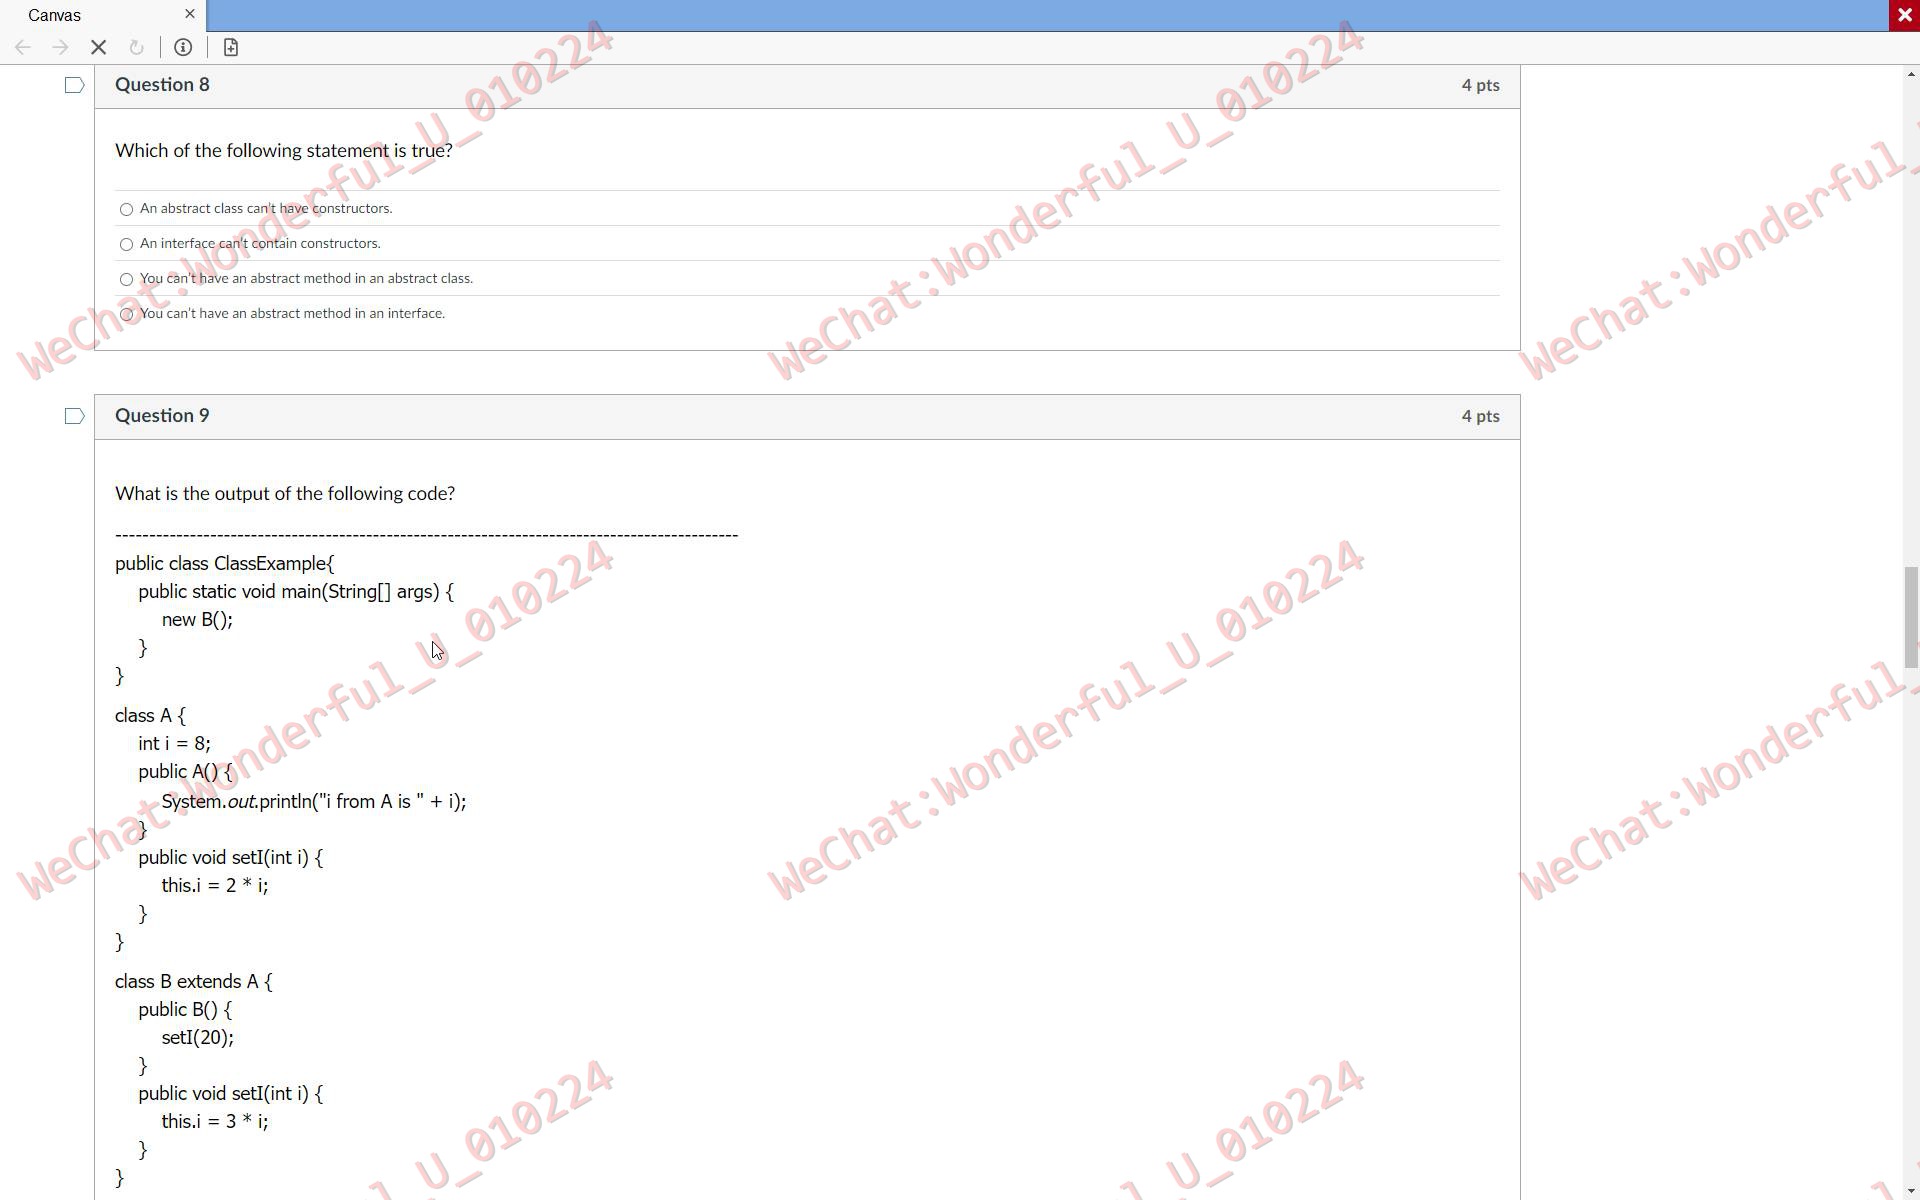 Canvas
Question 8
4 pts
Which of the following statement is true?
An abstract class can't have constructors.
An interface can't contain constructors.
You can't have an abstract method in an abstract class.
You can't have an abstract method in an interface.
Question 9
4 pts
What is the output of the following code?
--------------------------------------------------------------------------------------------
public class ClassExample{
public static void main(String[] args) {
new B();
}
}
class A {
int i = 8;
public A() {
System.out.println("i from A is " + i);
}
public void setI(int i) {
this.i = 2 * i;
}
}
class B extends A {
public B() {
setI(20);
}
public void setI(int i) {
this.i = 3 * i;
}
}
WeChat:Wonderful_U_010224
WeChat:Wonderful_U_010224
WeChat:Wonderful_
WeChat:Wonderful_U_010224
WeChat:Wonderful_U_010224
WeChat:Wonderful_
l_U_010224
l_U_010224